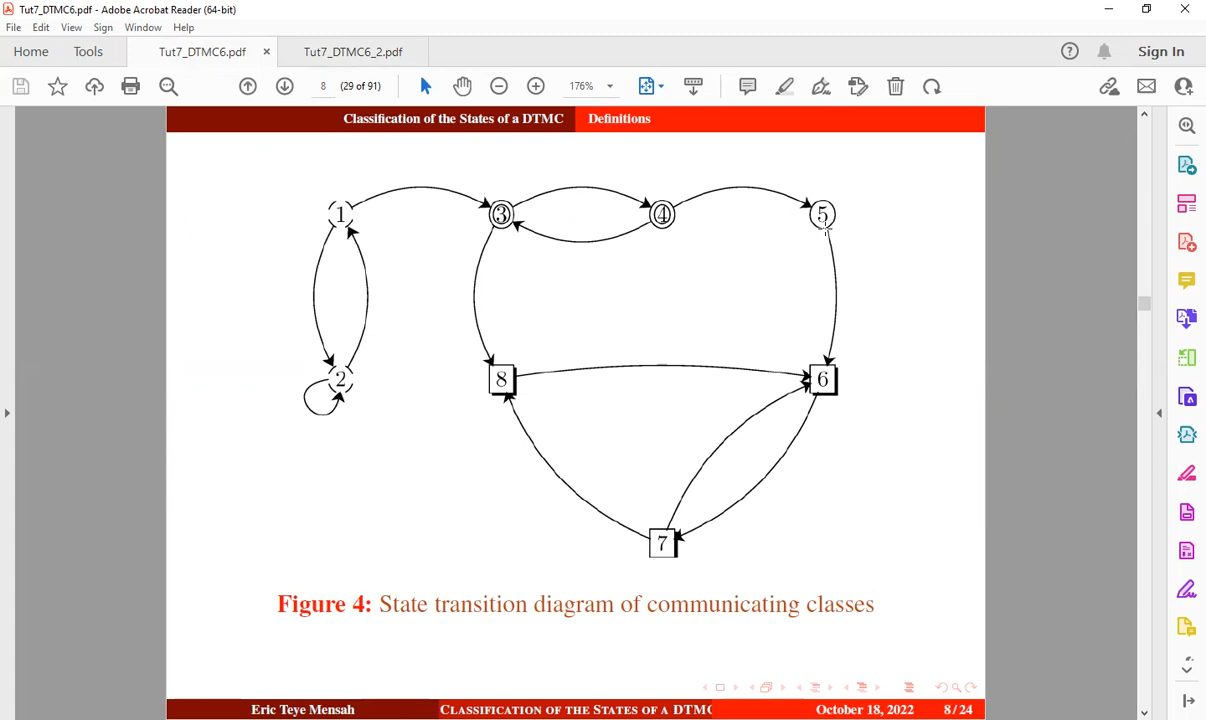 Tut7_DTMC6.pdf - Adobe Acrobat Reader (64-bit)
File Edit View Sign Window Help
Home Tools Tut7_DTMC6.pdf × Tut7_DTMC6_2.pdf Sign In
8 (29 of 91) 176%
Classification of the States of a DTMC Definitions
1 3 4 5
2 8 6
7
Figure 4: State transition diagram of communicating classes
Eric Teye Mensah CLASSIFICATION OF THE STATES OF A DTMC October 18, 2022 8 / 24